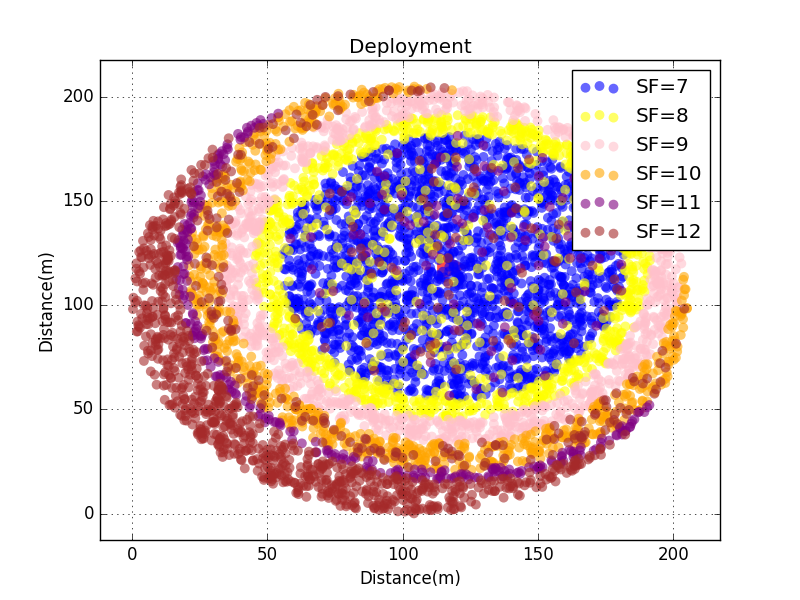 Deployment
SF=7
SF=8
SF=9
SF=10
SF=11
SF=12
200
150
100
50
0
Distance(m)
0 50 100 150 200
Distance(m)